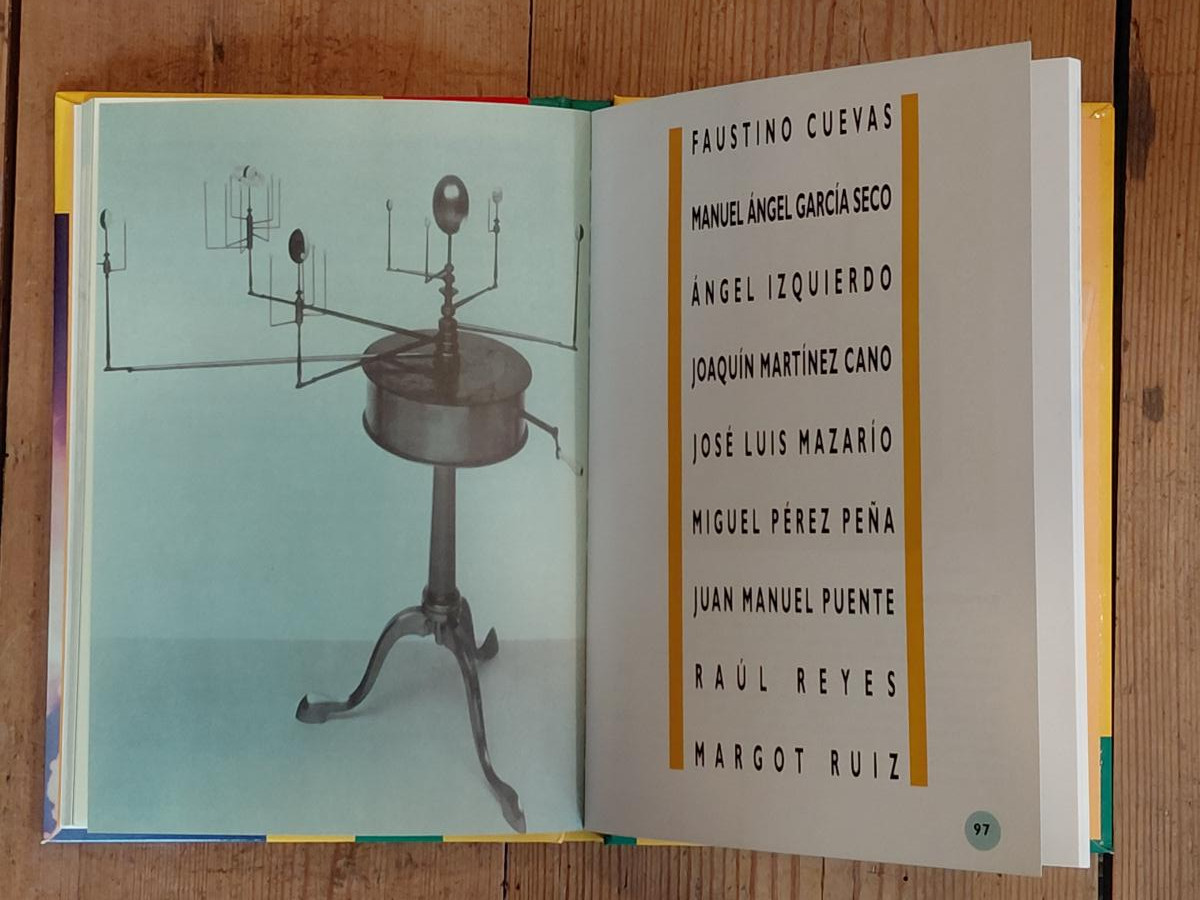 FAUSTINO CUEVAS
MANUEL ÁNGEL GARCÍA SECO
ÁNGEL IZQUIERDO
JOAQUÍN MARTÍNEZ CANO
JOSÉ LUIS MAZARÍO
MIGUEL PÉREZ PEÑA
JUAN MANUEL PUENTE
RAÚL REYES
MARGOT RUIZ
97